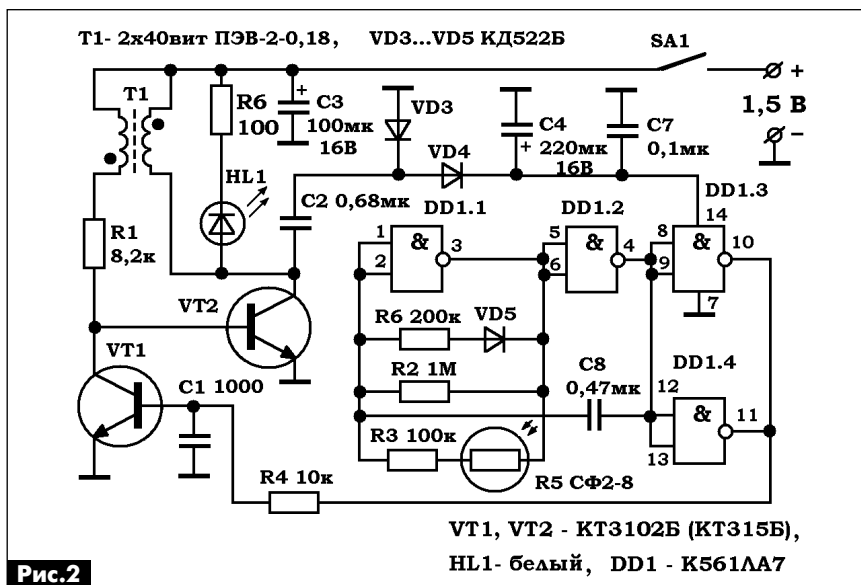 T1- 2х40вит ПЭВ-2-0,18, VD3...VD5 КД522Б
SA1
+
1,5 В
−
T1
R6
100
+
C3
100мк
16В
VD3
VD4
C4
+
220мк
16В
C7
0,1мк
HL1
C2 0,68мк
R1
8,2к
DD1.1
1
2
&
3
DD1.2
5
6
&
4
DD1.3
14
8
9
&
10
7
VT2
R6 200к
VD5
R2 1М
C8
0,47мк
DD1.4
12
13
&
11
VT1
C1 1000
R3 100к
R5 СФ2-8
R4 10к
VT1, VT2 - КТ3102Б (КТ315Б),
HL1- белый, DD1 - К561ЛА7
Рис.2